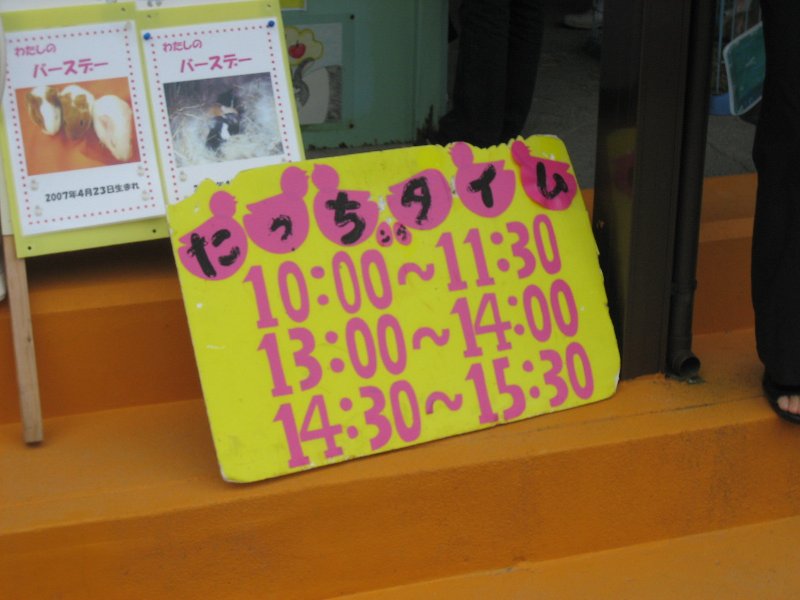 わたしの
バースデー
2007年4月23日生まれ
わたしの
バースデー
たっちング タイム
10:00〜11:30
13:00〜14:00
14:30〜15:30